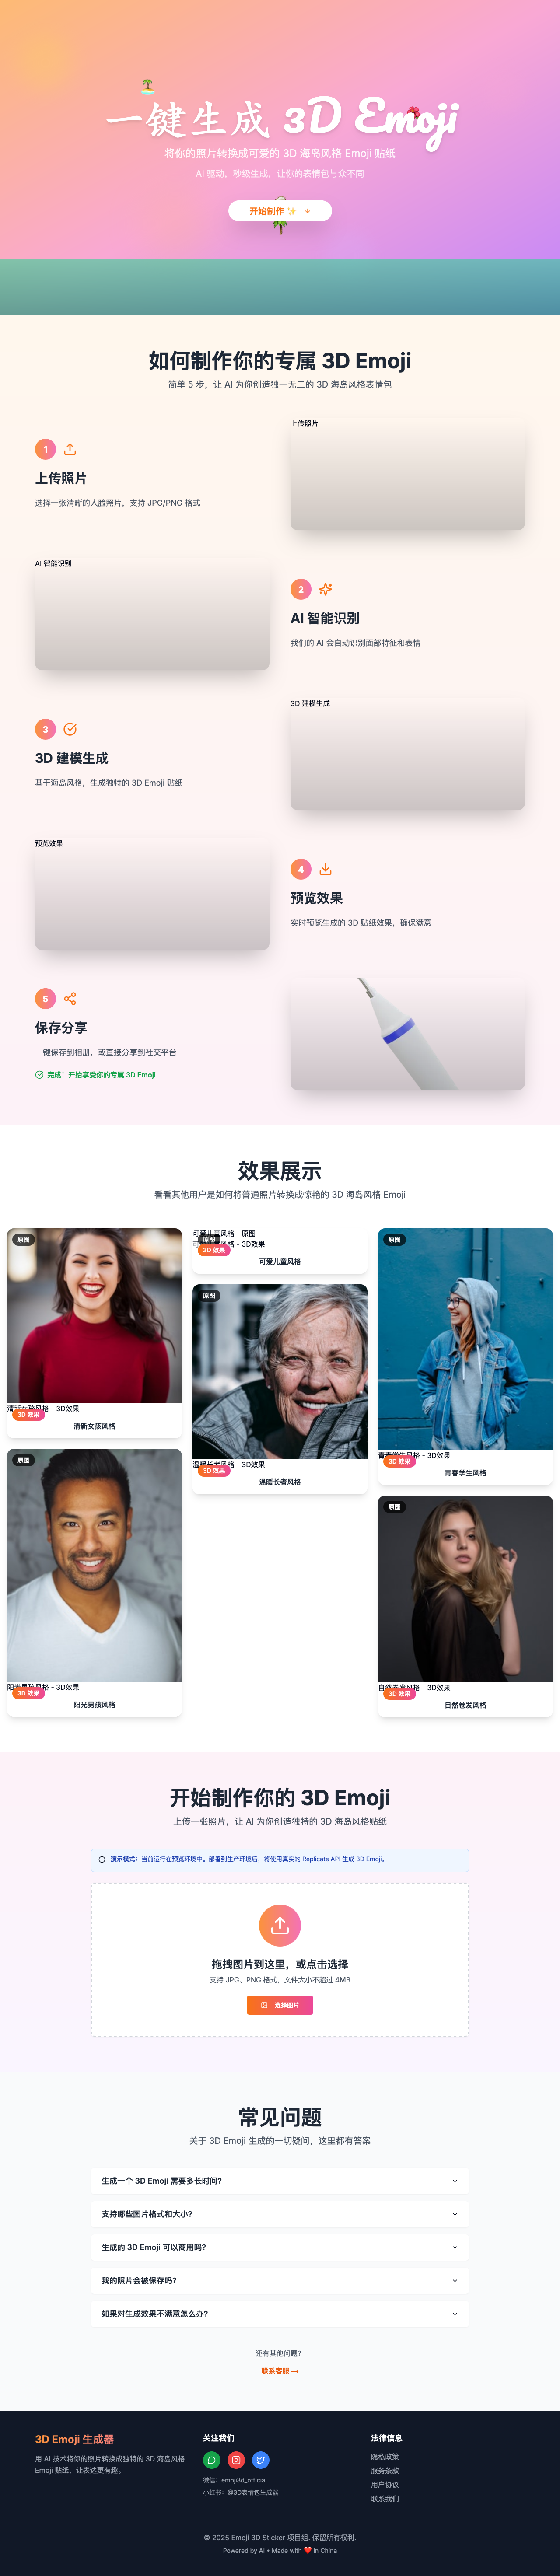 一键生成 3D Emoji
将你的照片转换成可爱的 3D 海岛风格 Emoji 贴纸
AI 驱动，秒级生成，让你的表情包与众不同
开始制作 ✨ ↓
如何制作你的专属 3D Emoji
简单 5 步，让 AI 为你创造独一无二的 3D 海岛风格表情包
1
上传照片
选择一张清晰的人脸照片，支持 JPG/PNG 格式
上传照片
AI 智能识别
2
AI 智能识别
我们的 AI 会自动识别面部特征和表情
3
3D 建模生成
基于海岛风格，生成独特的 3D Emoji 贴纸
3D 建模生成
预览效果
4
预览效果
实时预览生成的 3D 贴纸效果，确保满意
5
保存分享
一键保存到相册，或直接分享到社交平台
完成！开始享受你的专属 3D Emoji
效果展示
看看其他用户是如何将普通照片转换成惊艳的 3D 海岛风格 Emoji
原图
清新女孩风格 - 3D效果
3D 效果
清新女孩风格
原图
阳光男孩风格 - 3D效果
3D 效果
阳光男孩风格
可爱儿童风格 - 原图
原图
可爱儿童风格 - 3D效果
3D 效果
可爱儿童风格
原图
温暖长者风格 - 3D效果
3D 效果
温暖长者风格
原图
青春学生风格 - 3D效果
3D 效果
青春学生风格
原图
自然卷发风格 - 3D效果
3D 效果
自然卷发风格
开始制作你的 3D Emoji
上传一张照片，让 AI 为你创造独特的 3D 海岛风格贴纸
演示模式：当前运行在预览环境中。部署到生产环境后，将使用真实的 Replicate API 生成 3D Emoji。
拖拽图片到这里，或点击选择
支持 JPG、PNG 格式，文件大小不超过 4MB
选择图片
常见问题
关于 3D Emoji 生成的一切疑问，这里都有答案
生成一个 3D Emoji 需要多长时间?
支持哪些图片格式和大小?
生成的 3D Emoji 可以商用吗?
我的照片会被保存吗?
如果对生成效果不满意怎么办?
还有其他问题?
联系客服 →
3D Emoji 生成器
用 AI 技术将你的照片转换成独特的 3D 海岛风格
Emoji 贴纸，让表达更有趣。
关注我们
微信：emoji3d_official
小红书：@3D表情包生成器
法律信息
隐私政策
服务条款
用户协议
联系我们
© 2025 Emoji 3D Sticker 项目组. 保留所有权利.
Powered by AI • Made with ❤️ in China